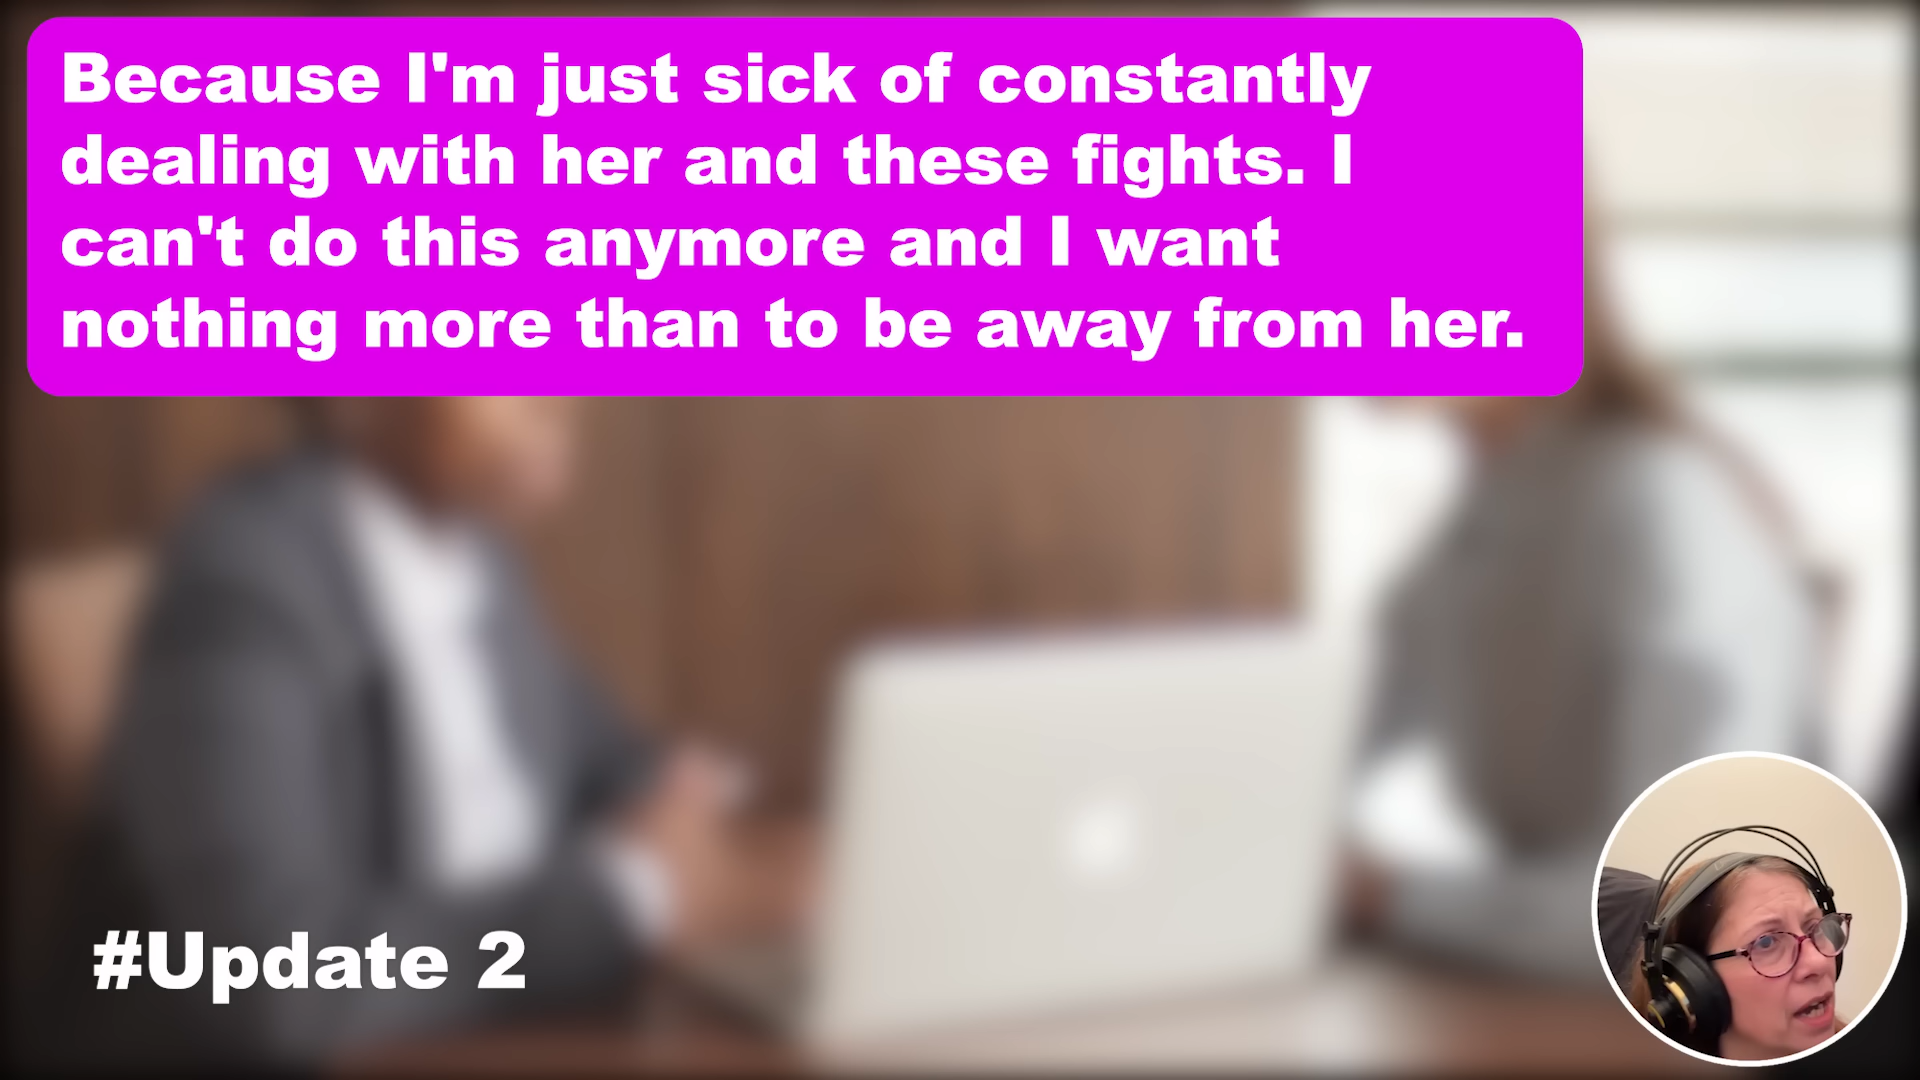 Because I'm just sick of constantly
dealing with her and these fights. I
can't do this anymore and I want
nothing more than to be away from her.
#Update 2